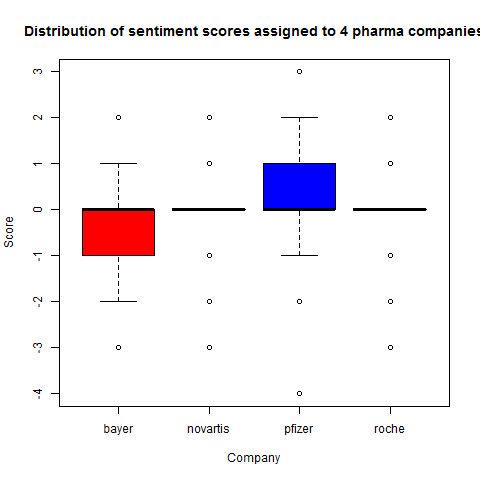 Distribution of sentiment scores assigned to 4 pharma companies
3
2
1
0
-1
-2
-3
-4
Score
bayer novartis pfizer roche
Company